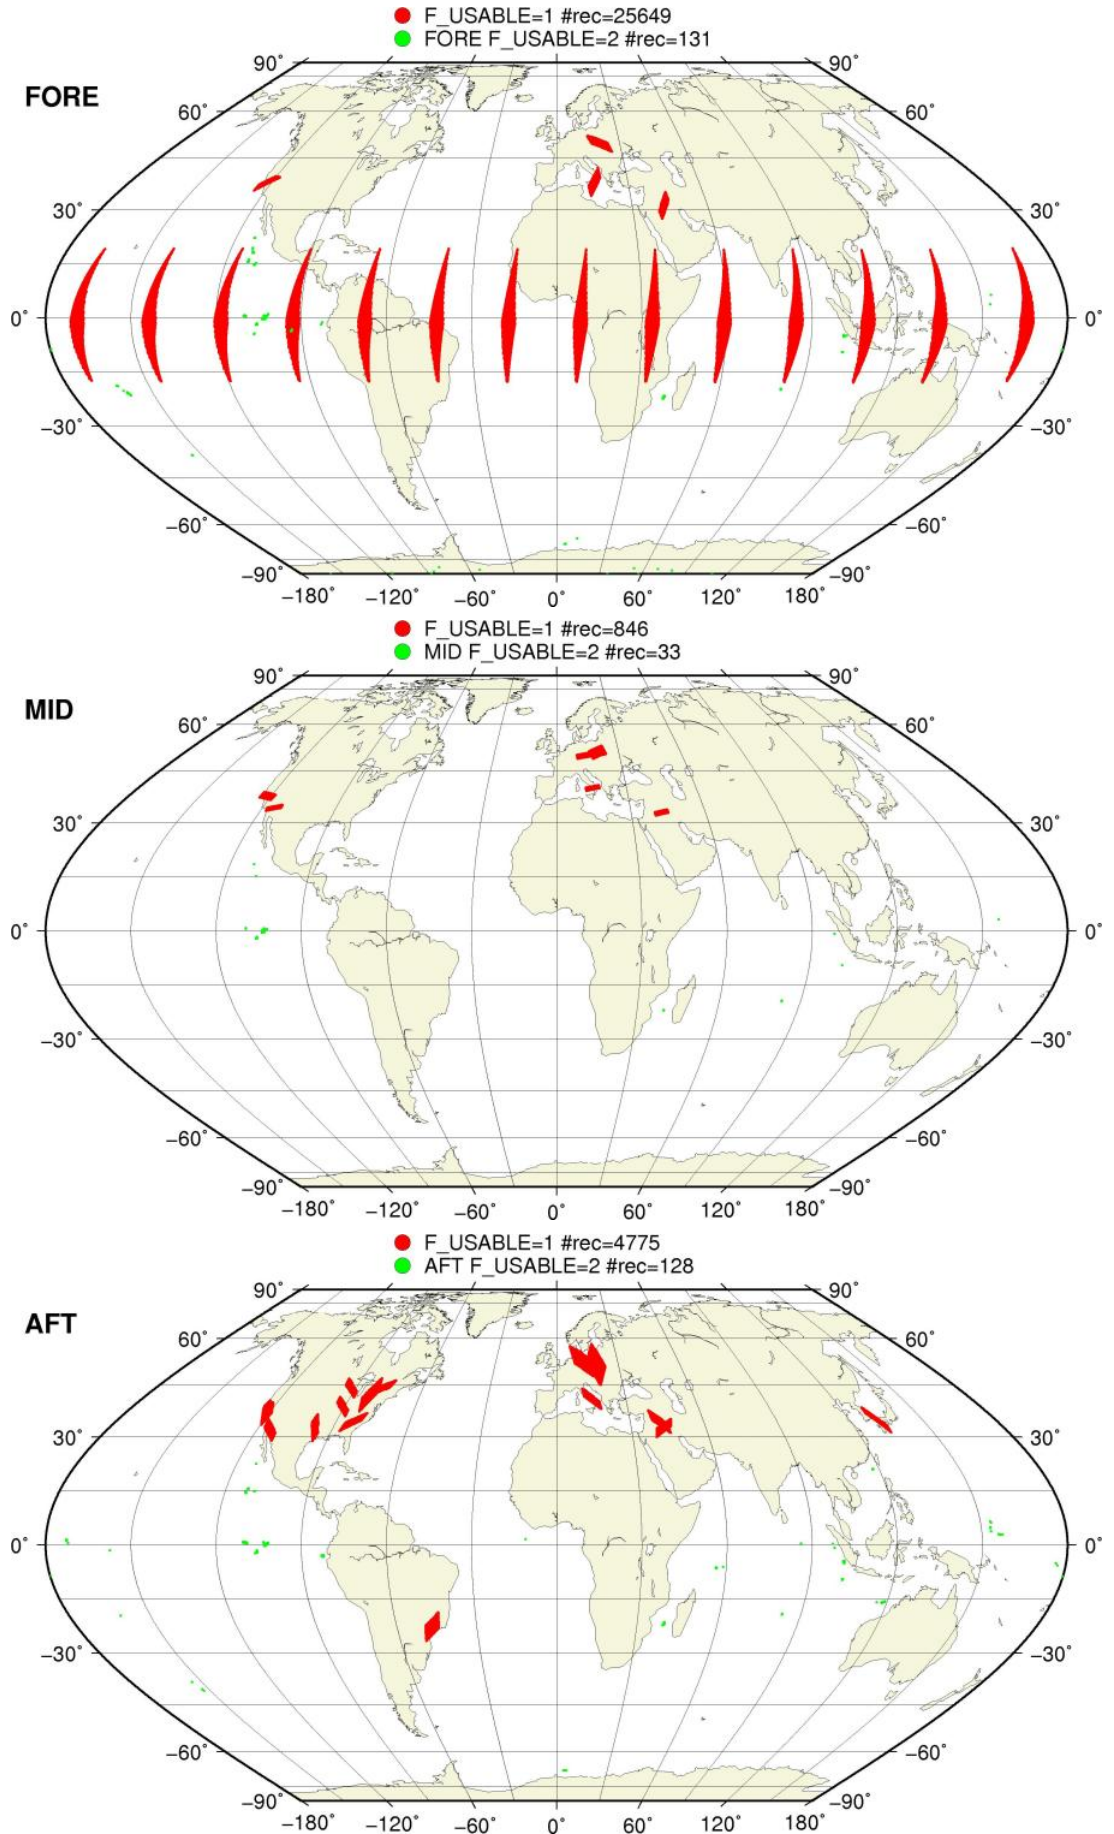 F_USABLE=1 #rec=25649
FORE F_USABLE=2 #rec=131
FORE
90° 90°
60° 60°
30° 30°
0° 0°
−30° −30°
−60° −60°
−90° −90°
−180° −120° −60° 0° 60° 120° 180°
F_USABLE=1 #rec=846
MID F_USABLE=2 #rec=33
MID
90° 90°
60° 60°
30° 30°
0° 0°
−30° −30°
−60° −60°
−90° −90°
−180° −120° −60° 0° 60° 120° 180°
F_USABLE=1 #rec=4775
AFT F_USABLE=2 #rec=128
AFT
90° 90°
60° 60°
30° 30°
0° 0°
−30° −30°
−60° −60°
−90° −90°
−180° −120° −60° 0° 60° 120° 180°